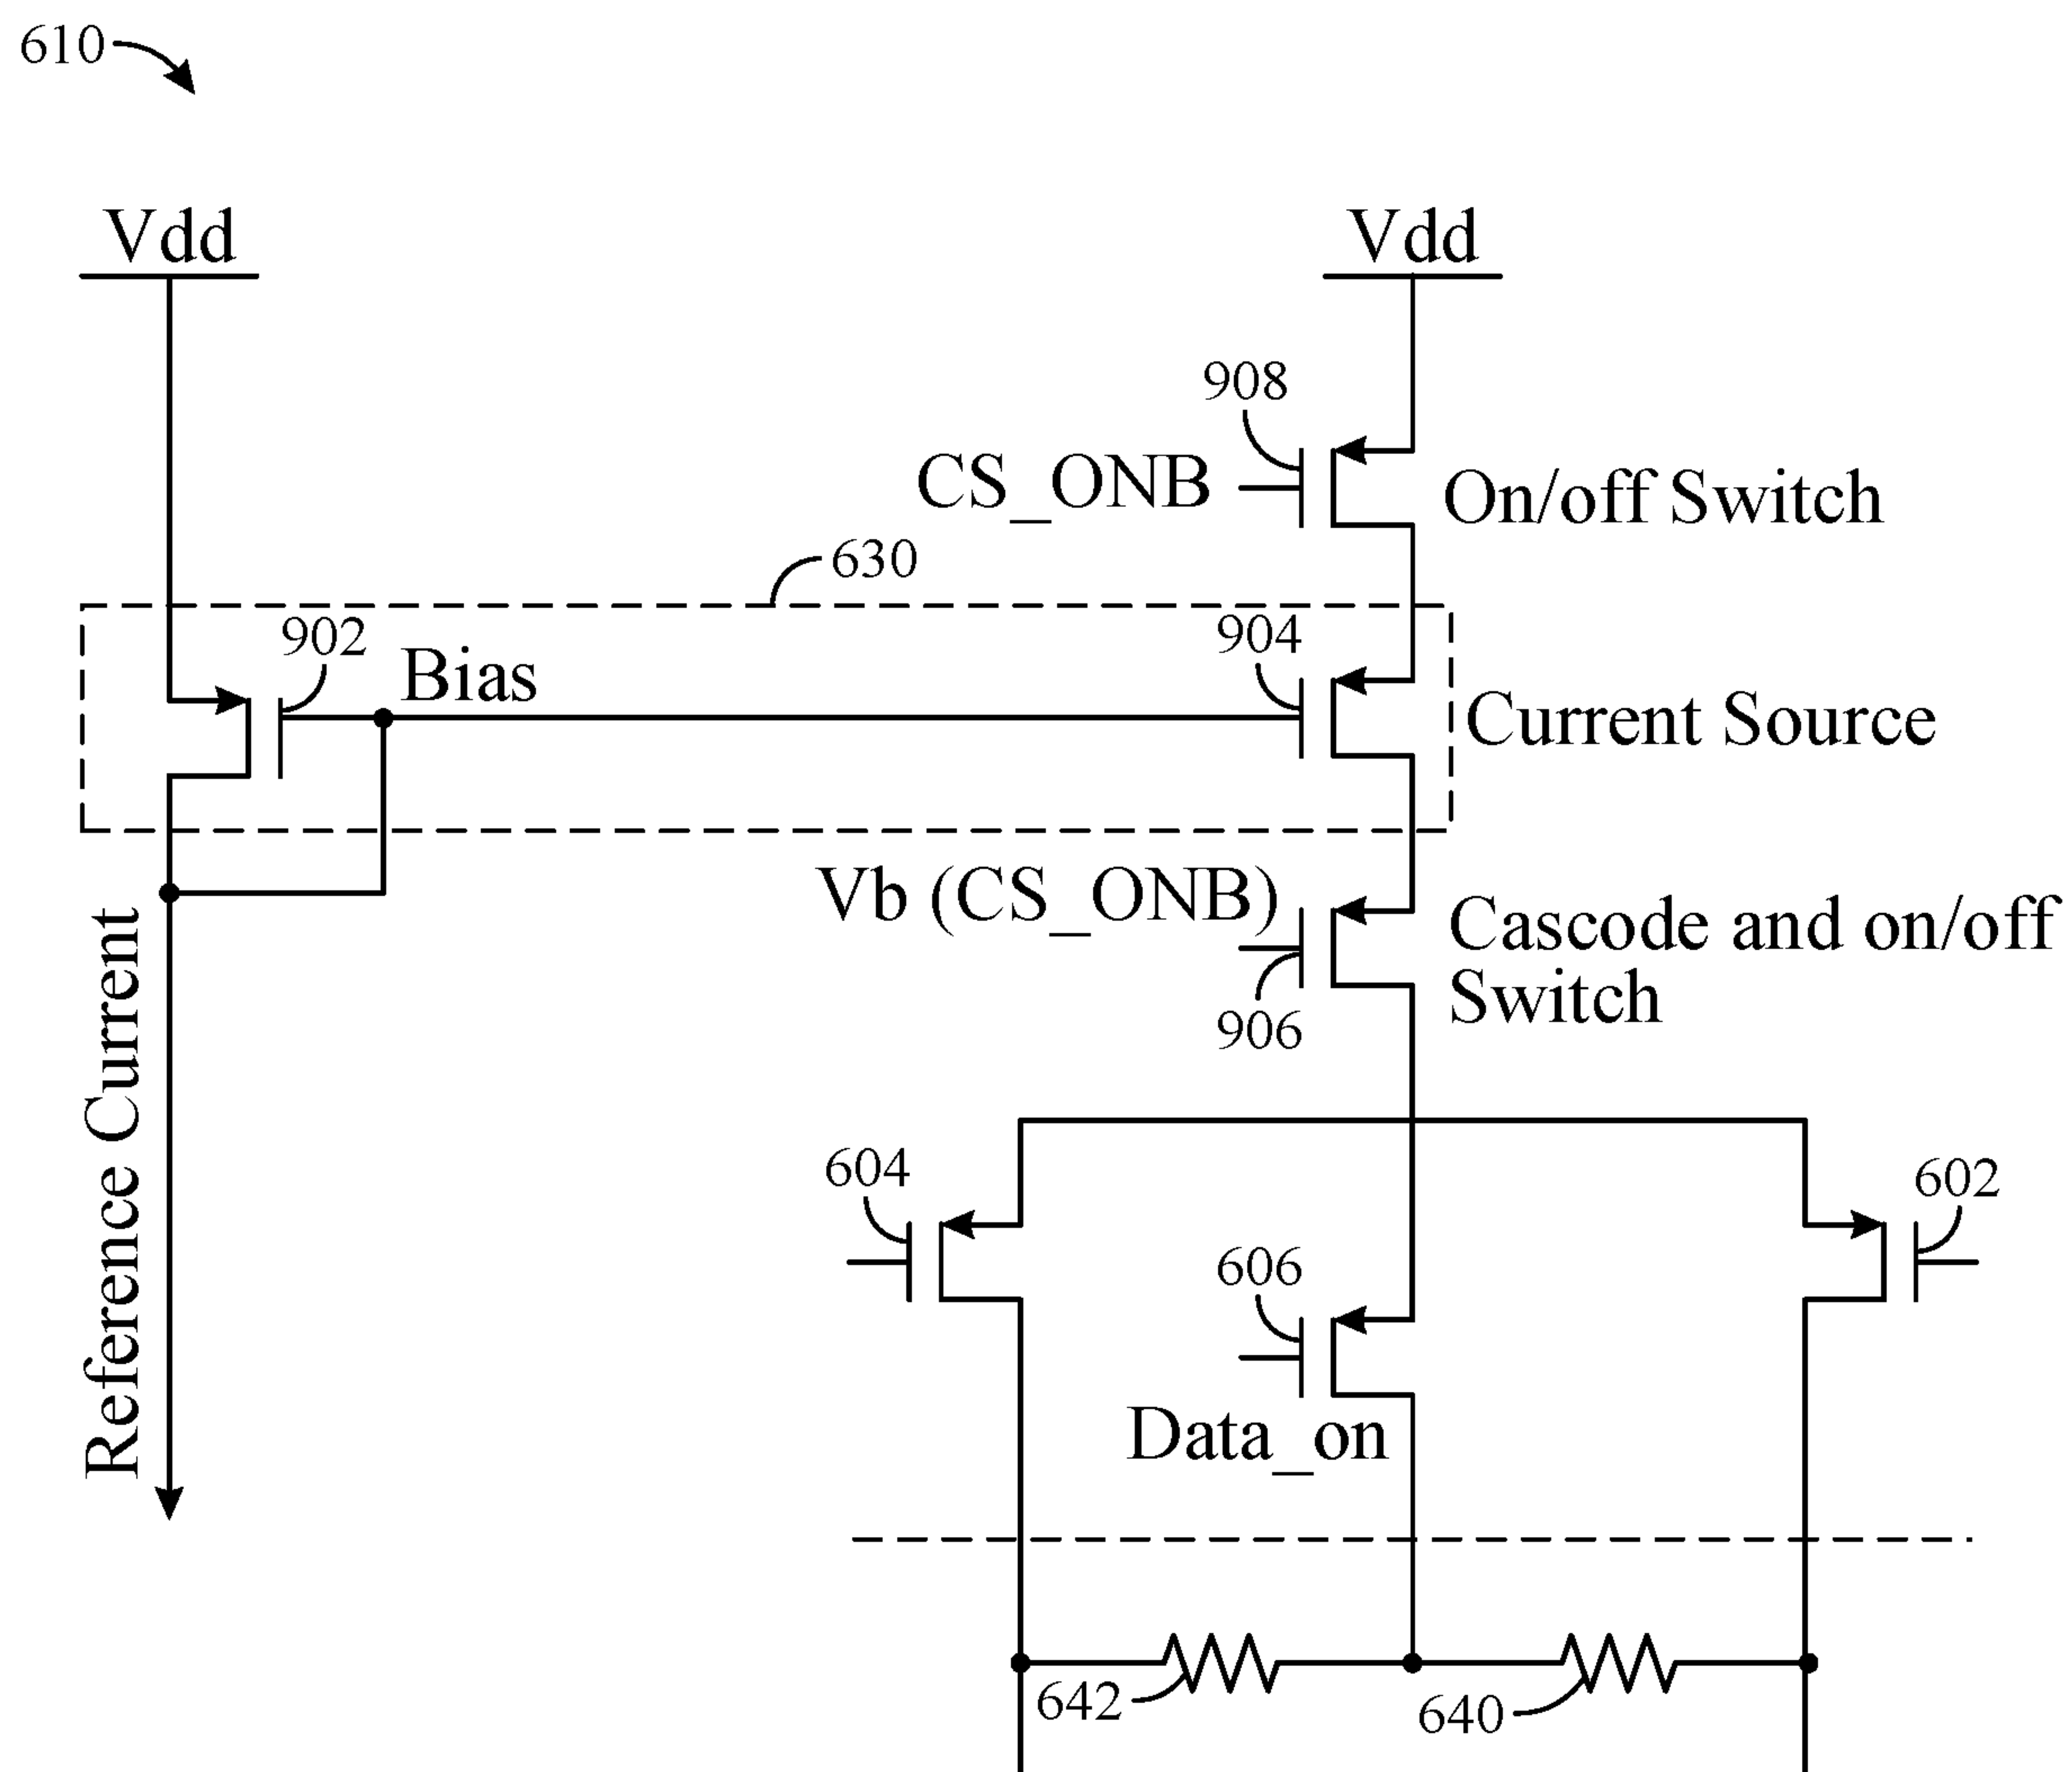 610
Vdd
Vdd
908
CS_ONB
On/off Switch
630
902
Bias
904
Current Source
Vb (CS_ONB)
Cascode and on/off
Switch
906
Reference Current
604
602
606
Data_on
642
640